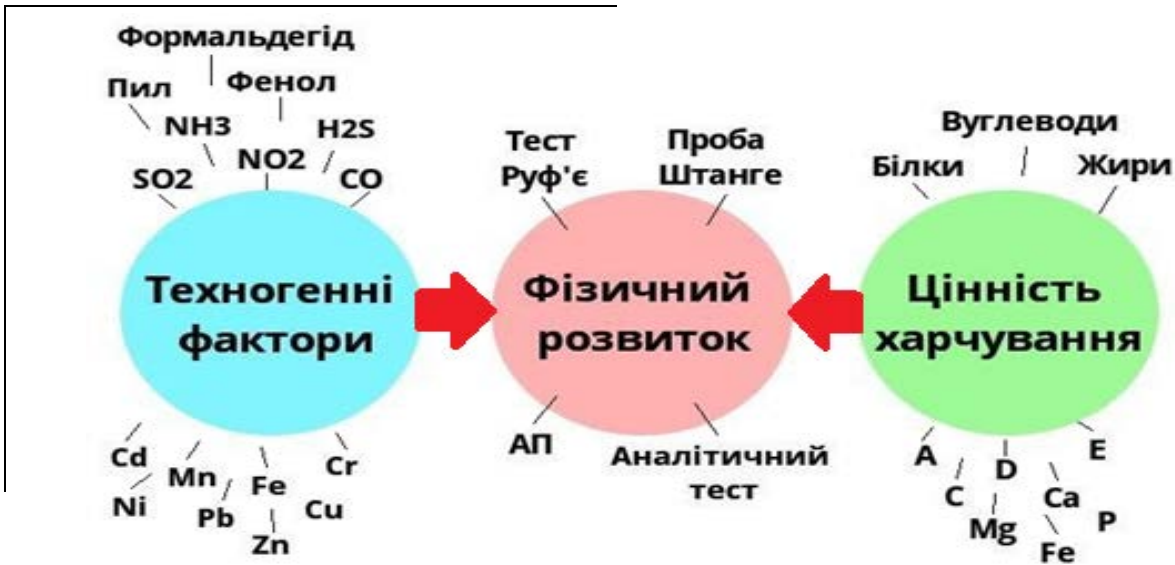 Формальдегід
Пил
Фенол
NH3
H2S
SO2
NO2
CO
Техногенні
фактори
Cd
Mn
Fe
Cr
Ni
Pb
Cu
Zn
Тест
Руф'є
Проба
Штанге
Фізичний
розвиток
АП
Аналітичний
тест
Вуглеводи
Білки
Жири
Цінність
харчування
A
D
E
C
Mg
Ca
P
Fe